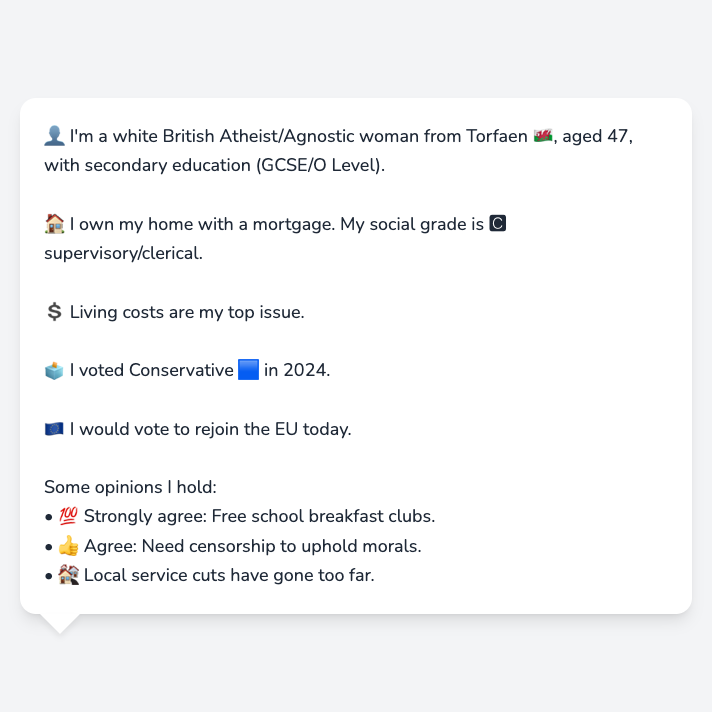 👤 I'm a white British Atheist/Agnostic woman from Torfaen 🏴󠁧󠁢󠁷󠁬󠁳󠁿, aged 47,
with secondary education (GCSE/O Level).
🏠 I own my home with a mortgage. My social grade is 🅲
supervisory/clerical.
💲 Living costs are my top issue.
🗳️ I voted Conservative 🟦 in 2024.
🇪🇺 I would vote to rejoin the EU today.
Some opinions I hold:
• 💯 Strongly agree: Free school breakfast clubs.
• 👍 Agree: Need censorship to uphold morals.
• 🏘️ Local service cuts have gone too far.